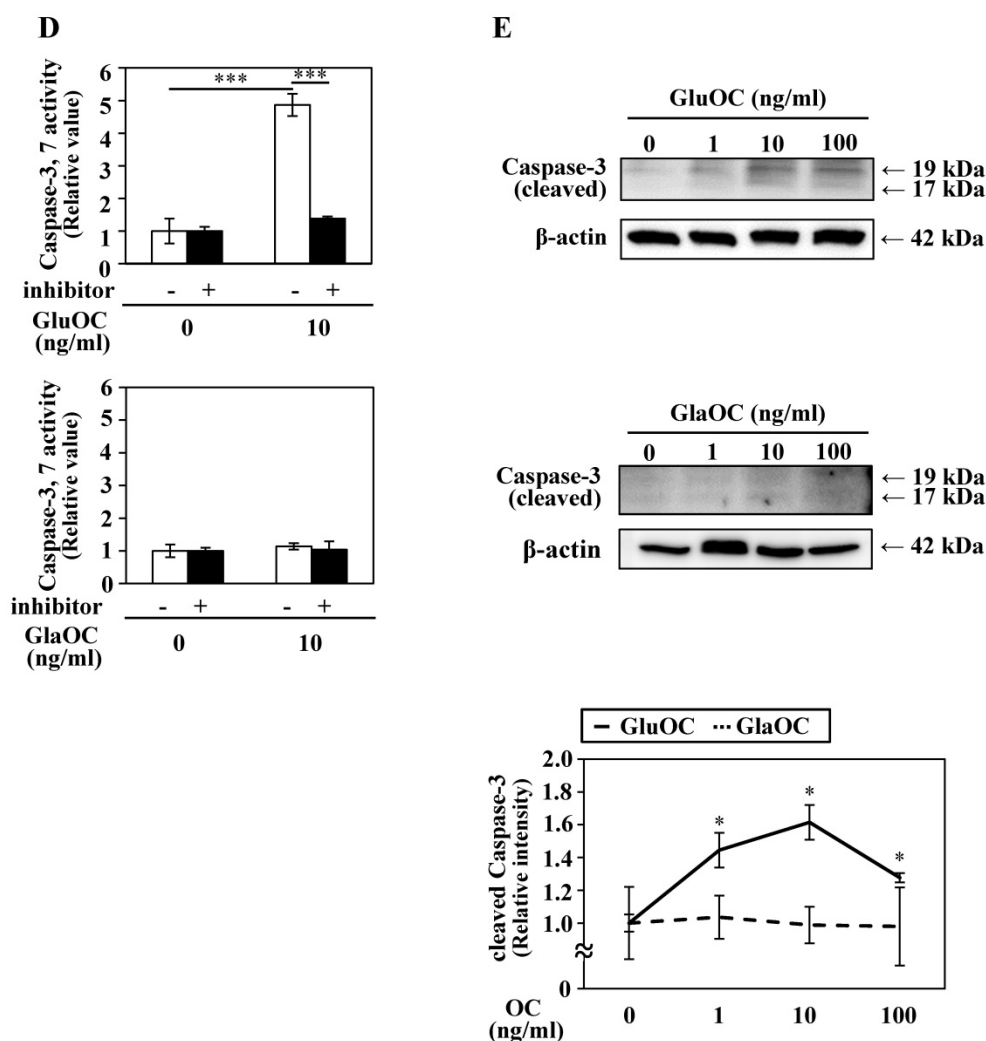 D
Caspase-3, 7 activity
(Relative value)
6
5
4
3
2
1
0
***
***
inhibitor - + - +
GluOC
(ng/ml)
0 10
Caspase-3, 7 activity
(Relative value)
6
5
4
3
2
1
0
inhibitor - + - +
GlaOC
(ng/ml)
0 10
E
GluOC (ng/ml)
0 1 10 100
Caspase-3
(cleaved)
← 19 kDa
← 17 kDa
β-actin ← 42 kDa
GlaOC (ng/ml)
0 1 10 100
Caspase-3
(cleaved)
← 19 kDa
← 17 kDa
β-actin ← 42 kDa
GluOC GlaOC
cleaved Caspase-3
(Relative intensity)
2.0
1.8
1.6
1.4
1.2
1.0
0
* * *
OC
(ng/ml)
0 1 10 100